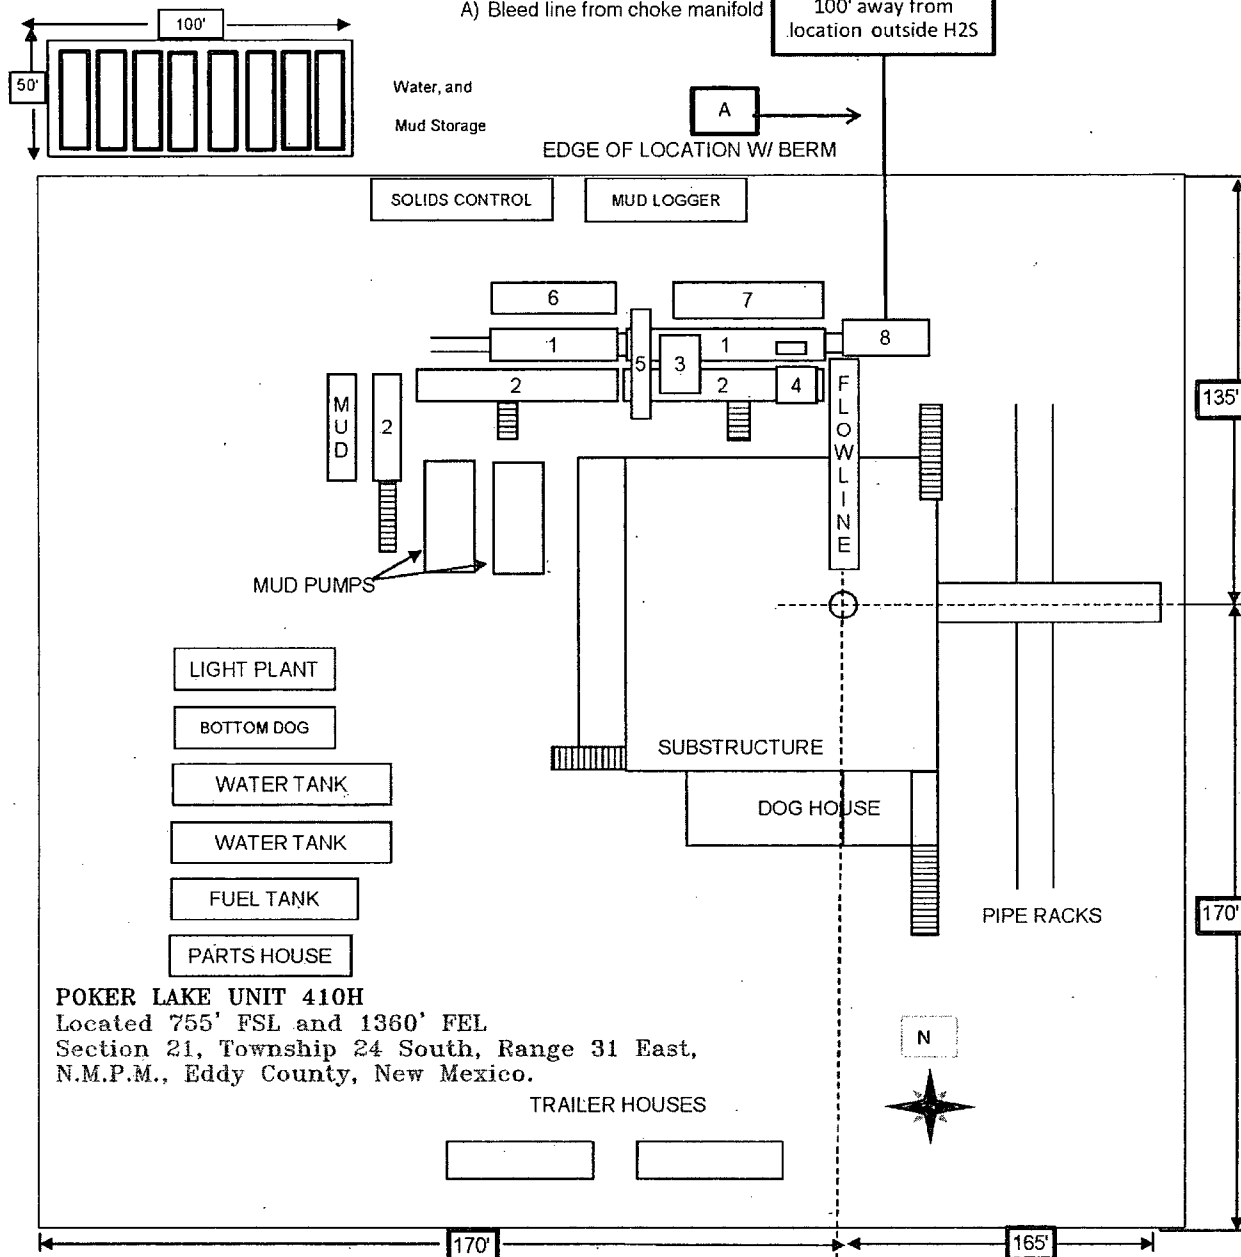 A) Bleed line from choke manifold
100' away from
location outside H2S
100'
50'
Water, and
Mud Storage
A
EDGE OF LOCATION W/ BERM
SOLIDS CONTROL
MUD LOGGER
6
7
1
5
3
1
8
2
2
4
MUD
2
FLOWLINE
135'
MUD PUMPS
LIGHT PLANT
BOTTOM DOG
WATER TANK
WATER TANK
FUEL TANK
PARTS HOUSE
SUBSTRUCTURE
DOG HOUSE
PIPE RACKS
170'
POKER LAKE UNIT 410H
Located 755' FSL and 1360' FEL
Section 21, Township 24 South, Range 31 East,
N.M.P.M., Eddy County, New Mexico.
N
TRAILER HOUSES
170'
165'